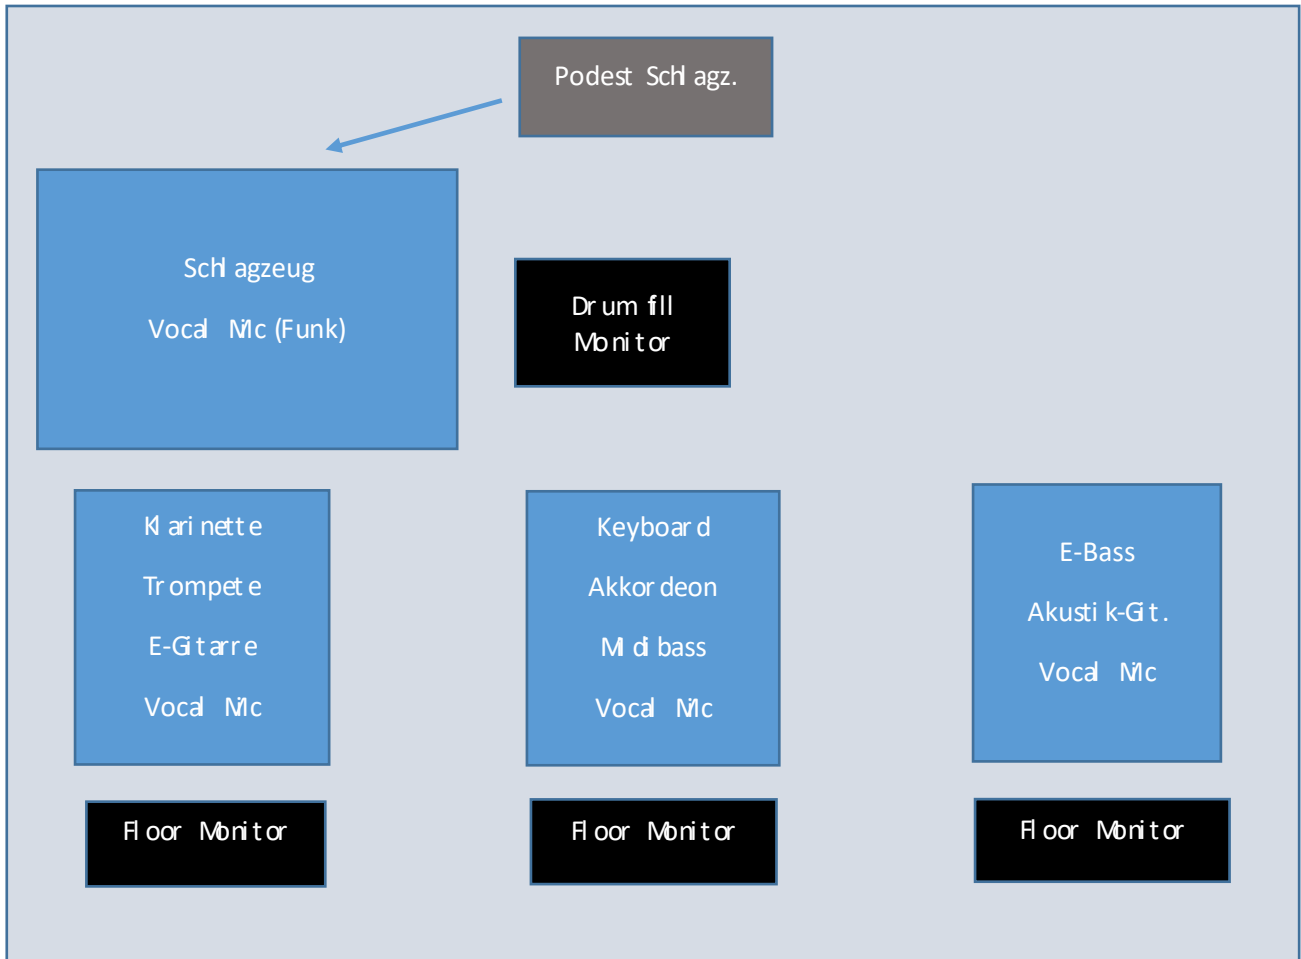 Podest Schlagz.
Schlagzeug
Vocal Mic (Funk)
Drum fill
Monitor
Klarinette
Trompete
E-Gitarre
Vocal Mic
Keyboard
Akkordeon
Midibass
Vocal Mic
E-Bass
Akustik-Git.
Vocal Mic
Floor Monitor
Floor Monitor
Floor Monitor